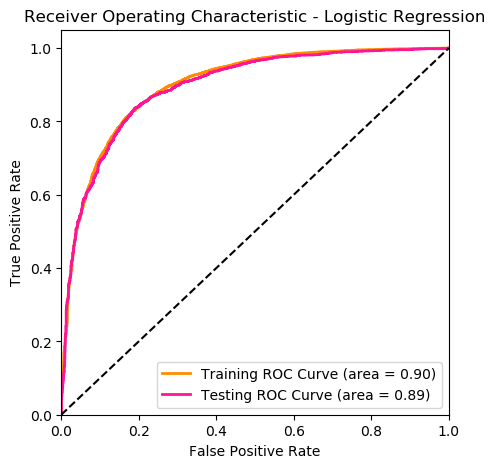 Receiver Operating Characteristic - Logistic Regression
True Positive Rate
1.0
0.8
0.6
0.4
0.2
0.0
Training ROC Curve (area = 0.90)
Testing ROC Curve (area = 0.89)
0.0 0.2 0.4 0.6 0.8 1.0
False Positive Rate